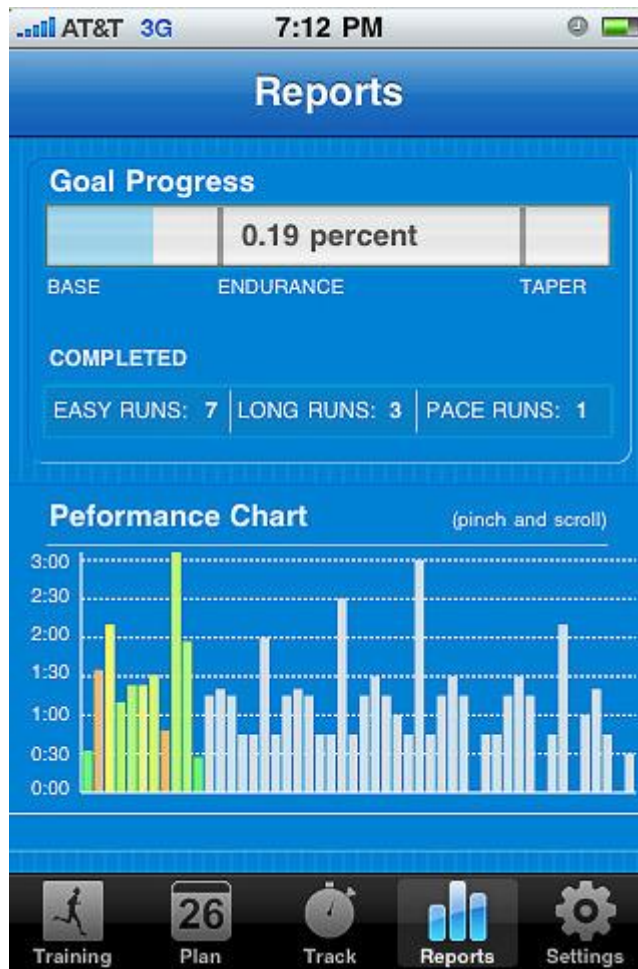 AT&T 3G 7:12 PM
Reports
Goal Progress
0.19 percent
BASE ENDURANCE TAPER
COMPLETED
EASY RUNS: 7 LONG RUNS: 3 PACE RUNS: 1
Peformance Chart (pinch and scroll)
3:00
2:30
2:00
1:30
1:00
0:30
0:00
26
Training Plan Track Reports Settings